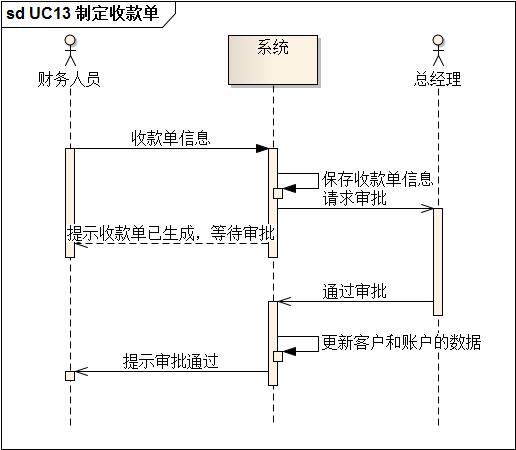 sd UC13 制定收款单
系统
财务人员
总经理
收款单信息
保存收款单信息
请求审批
提示收款单已生成，等待审批
通过审批
更新客户和账户的数据
提示审批通过